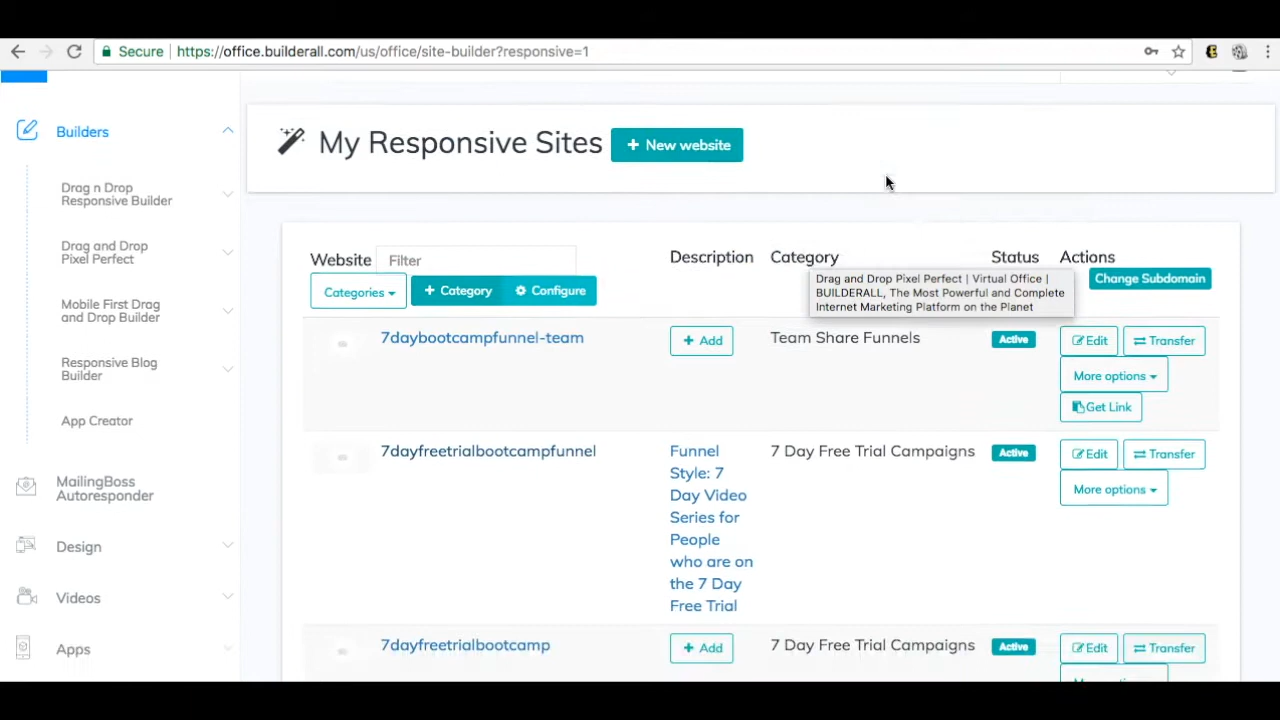 Secure https://office.builderall.com/us/office/site-builder?responsive=1
Builders
Drag n Drop
Responsive Builder
Drag and Drop
Pixel Perfect
Mobile First Drag
and Drop Builder
Responsive Blog
Builder
App Creator
MailingBoss
Autoresponder
Design
Videos
Apps
My Responsive Sites + New website
Website Filter Description Category Status Actions
Categories + Category Configure
Change Subdomain
Drag and Drop Pixel Perfect | Virtual Office |
BUILDERALL, The Most Powerful and Complete
Internet Marketing Platform on the Planet
7daybootcampfunnel-team + Add Team Share Funnels Active Edit Transfer
More options
Get Link
7dayfreetrialbootcampfunnel Funnel 7 Day Free Trial Campaigns Active Edit Transfer
Style: 7
More options
Day Video
Series for
People
who are on
the 7 Day
Free Trial
7dayfreetrialbootcamp + Add 7 Day Free Trial Campaigns Active Edit Transfer